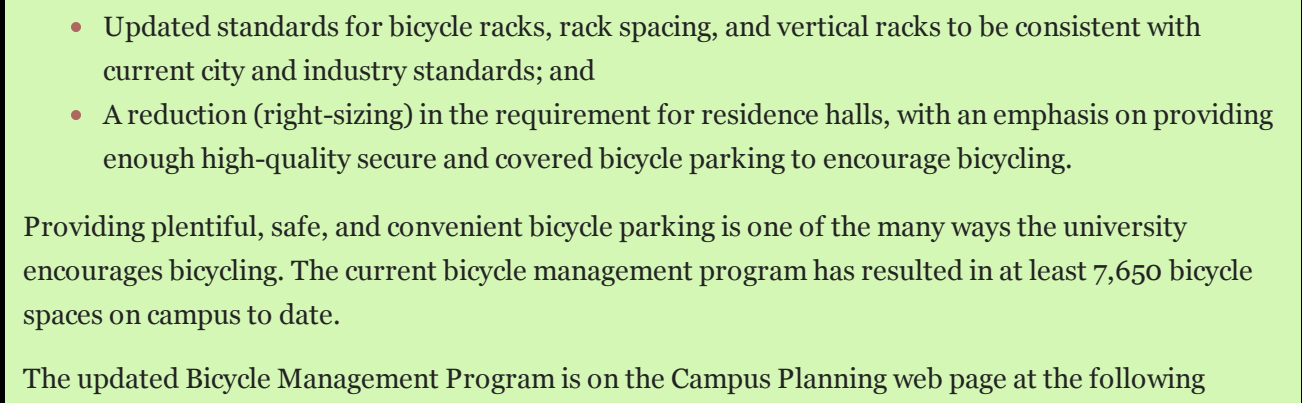 • Updated standards for bicycle racks, rack spacing, and vertical racks to be consistent with
current city and industry standards; and
• A reduction (right-sizing) in the requirement for residence halls, with an emphasis on providing
enough high-quality secure and covered bicycle parking to encourage bicycling.
Providing plentiful, safe, and convenient bicycle parking is one of the many ways the university
encourages bicycling. The current bicycle management program has resulted in at least 7,650 bicycle
spaces on campus to date.
The updated Bicycle Management Program is on the Campus Planning web page at the following